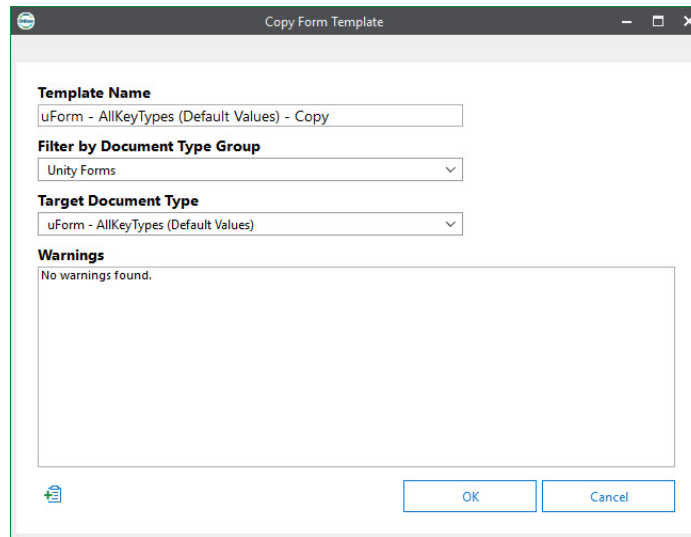 Copy Form Template
Template Name
uForm - AllKeyTypes (Default Values) - Copy
Filter by Document Type Group
Unity Forms
Target Document Type
uForm - AllKeyTypes (Default Values)
Warnings
No warnings found.
OK
Cancel